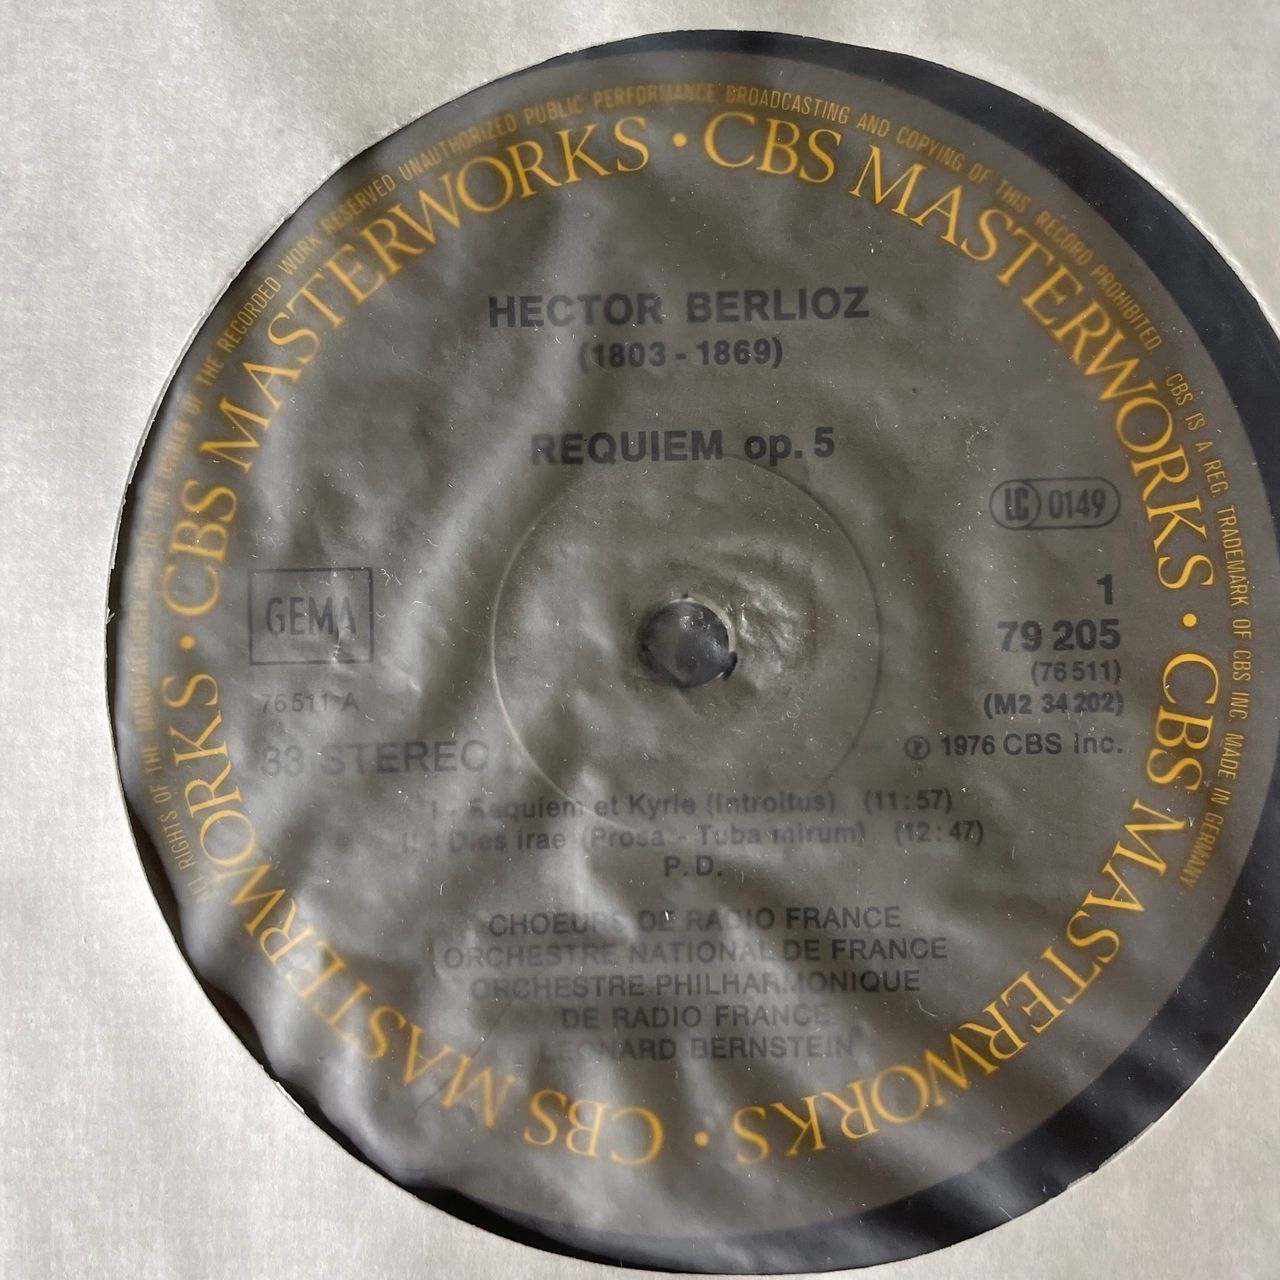 ALL RIGHTS OF THE MANUFACTURER AND OF THE OWNER OF THE RECORDED WORK RESERVED UNAUTHORIZED PUBLIC PERFORMANCE BROADCASTING AND COPYING OF THIS RECORD PROHIBITED CBS IS A REG. TRADEMARK OF CBS INC. MADE IN GERMANY
CBS MASTERWORKS · CBS MASTERWORKS · CBS MASTERWORKS · CBS MASTERWORKS ·
HECTOR BERLIOZ
(1803 - 1869)
REQUIEM op. 5
LC 0149
GEMA
1
79 205
(76 511)
76 511 A
(M2 34 202)
33 STEREO
℗ 1976 CBS Inc.
I - Requiem et Kyrie (Introitus) (11:57)
II - Dies irae (Prosa - Tuba mirum) (12:47)
P.D.
CHOEURS DE RADIO FRANCE
ORCHESTRE NATIONAL DE FRANCE
ORCHESTRE PHILHARMONIQUE
DE RADIO FRANCE
LEONARD BERNSTEIN